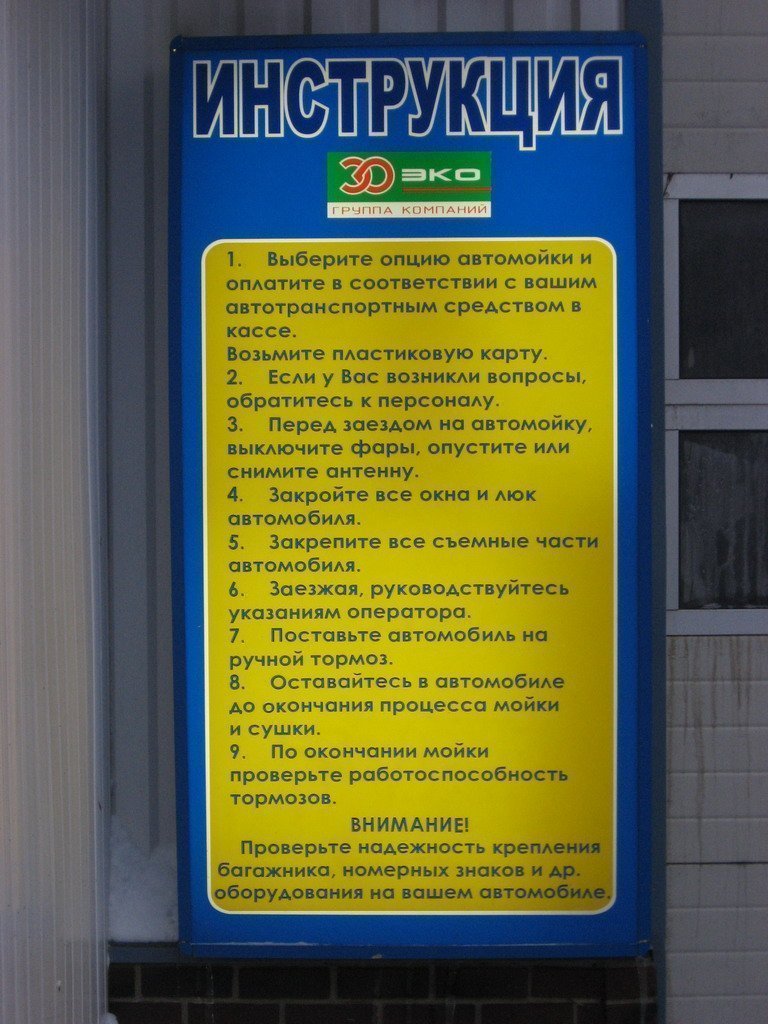 ИНСТРУКЦИЯ
ЭКО
ГРУППА КОМПАНИЙ
1. Выберите опцию автомойки и
оплатите в соответствии с вашим
автотранспортным средством в
кассе.
Возьмите пластиковую карту.
2. Если у Вас возникли вопросы,
обратитесь к персоналу.
3. Перед заездом на автомойку,
выключите фары, опустите или
снимите антенну.
4. Закройте все окна и люк
автомобиля.
5. Закрепите все съемные части
автомобиля.
6. Заезжая, руководствуйтесь
указаниям оператора.
7. Поставьте автомобиль на
ручной тормоз.
8. Оставайтесь в автомобиле
до окончания процесса мойки
и сушки.
9. По окончании мойки
проверьте работоспособность
тормозов.
ВНИМАНИЕ!
Проверьте надежность крепления
багажника, номерных знаков и др.
оборудования на вашем автомобиле.